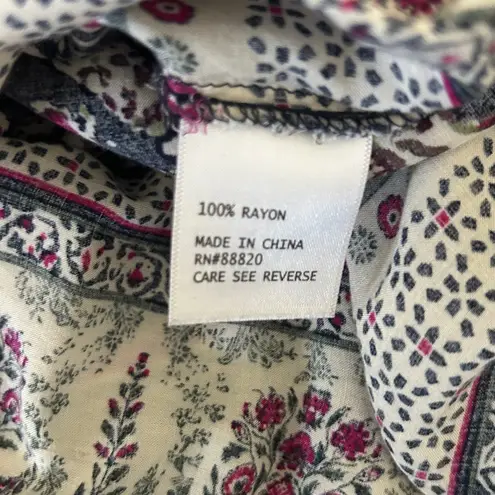 100% RAYON
MADE IN CHINA
RN#88820
CARE SEE REVERSE